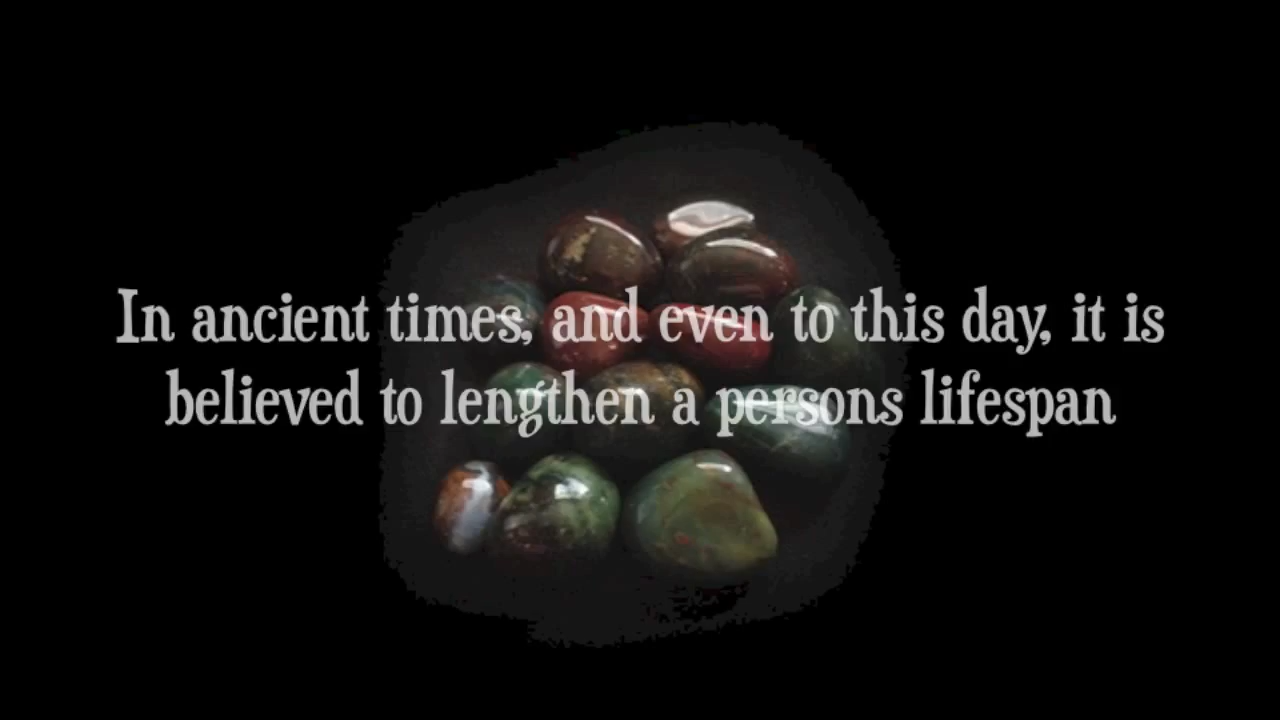 In ancient times, and even to this day, it is
believed to lengthen a persons lifespan